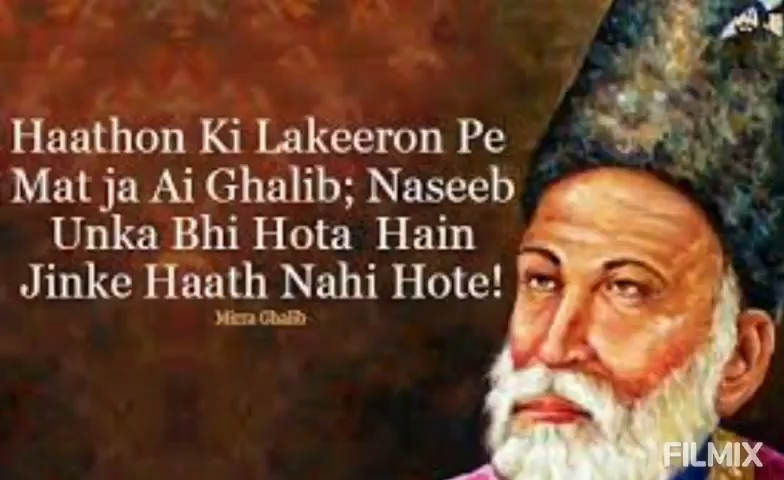 Haathon Ki Lakeeron Pe
Mat ja Ai Ghalib; Naseeb
Unka Bhi Hota Hain
Jinke Haath Nahi Hote!
Mirza Ghalib
FILMIX